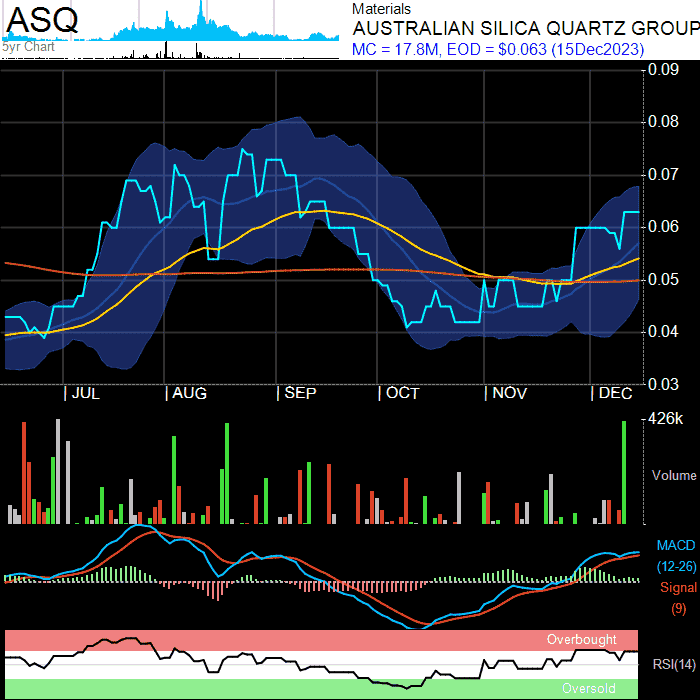 ASQ
5yr Chart
Materials
AUSTRALIAN SILICA QUARTZ GROUP
MC = 17.8M, EOD = $0.063 (15Dec2023)
0.09
0.08
0.07
0.06
0.05
0.04
0.03
JUL AUG SEP OCT NOV DEC
426k
Volume
MACD
(12-26)
Signal
(9)
Overbought
RSI(14)
Oversold